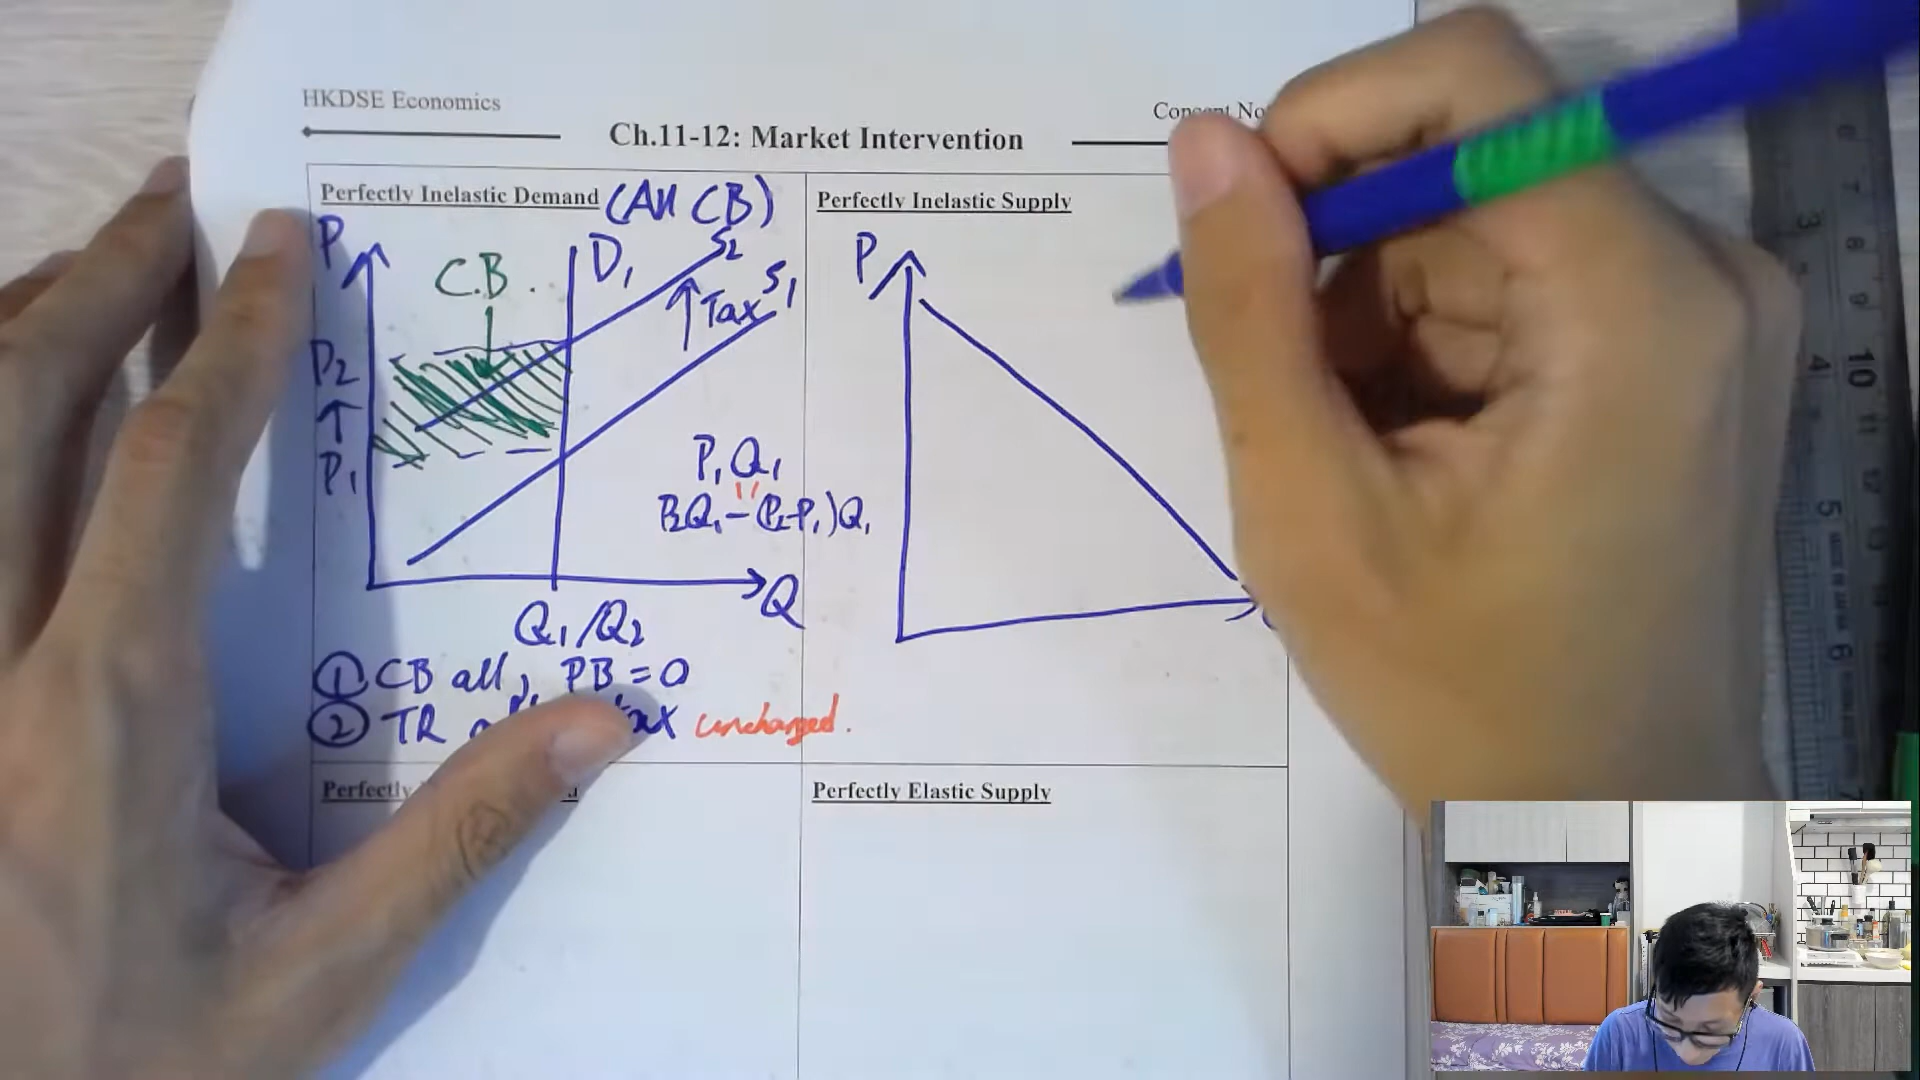 HKDSE Economics
Ch.11-12: Market Intervention
Perfectly Inelastic Demand (All CB)
P
C.B.
D1
S2
S1
Tax
P2
↑
P1
P1Q1
P2Q1-(P2-P1)Q1
Q
Q1/Q2
① CB all, PB=0
② TR tax unchanged.
Perfectly Inelastic Supply
P
Perfectly
Perfectly Elastic Supply